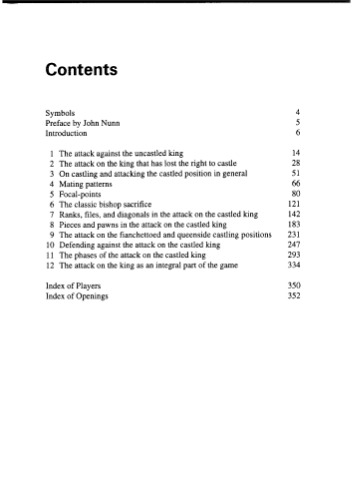 Contents
Symbols 4
Preface by John Nunn 5
Introduction 6
1 The attack against the uncastled king 14
2 The attack on the king that has lost the right to castle 28
3 On castling and attacking the castled position in general 51
4 Mating patterns 66
5 Focal-points 80
6 The classic bishop sacrifice 121
7 Ranks, files, and diagonals in the attack on the castled king 142
8 Pieces and pawns in the attack on the castled king 183
9 The attack on the fianchettoed and queenside castling positions 231
10 Defending against the attack on the castled king 247
11 The phases of the attack on the castled king 293
12 The attack on the king as an integral part of the game 334
Index of Players 350
Index of Openings 352